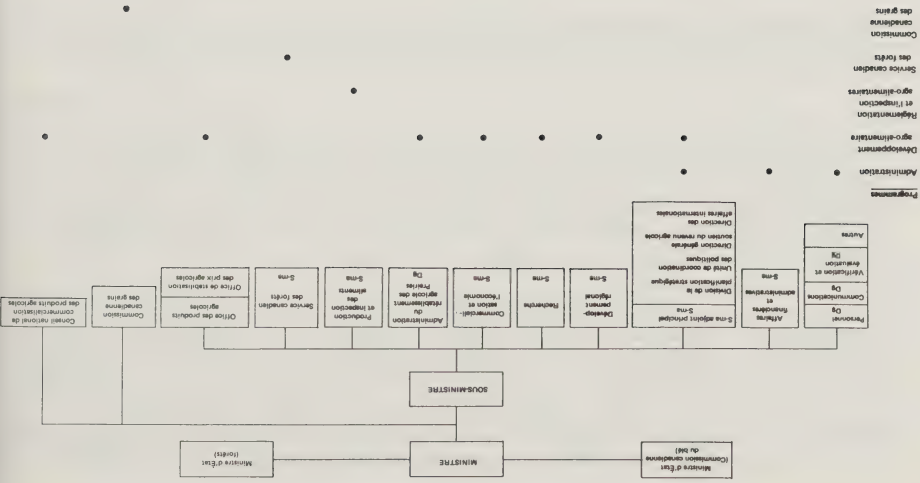 Ministre d'État
(Commission canadienne
du blé)
MINISTRE
Ministre d'État
(forêts)
SOUS-MINISTRE
Personnel
Dg
Communications
Dg
Vérification et
évaluation
Dg
Autres
Affaires
financières
et
administratives
S-ma
S-ma adjoint principal
S-ma
Division de la
planification stratégique
Unité de coordination
des politiques
Direction générale
soutien du revenu agricole
Direction des
affaires internationales
Dévelop-
pement
régional
S-ma
Recherche
S-ma
Commerciali-
sation et
l'économie
S-ma
Administration
du
rétablissement
agricole des
Prairies
Dg
Production
et inspection
des
aliments
S-ma
Service canadien
des forêts
S-ma
Office des produits
agricoles
Office de stabilisation
des prix agricoles
Commission
canadienne
des grains
Conseil national de
commercialisation
des produits agricoles
Programmes
Administration
Développement
agro-alimentaire
Réglementation
et l'inspection
agro-alimentaires
Service canadien
des forêts
Commission
canadienne
des grains